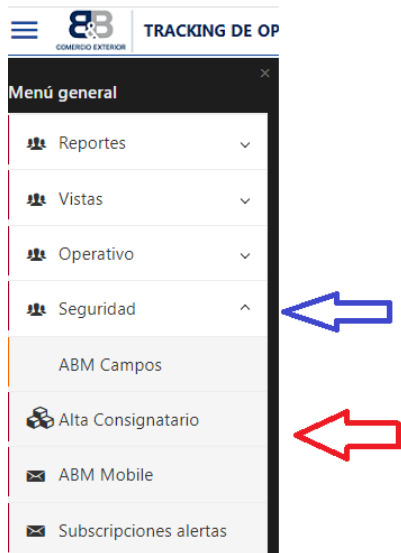 B&B
COMERCIO EXTERIOR
TRACKING DE OP
×
Menú general
Reportes
Vistas
Operativo
Seguridad
ABM Campos
Alta Consignatario
ABM Mobile
Subscripciones alertas